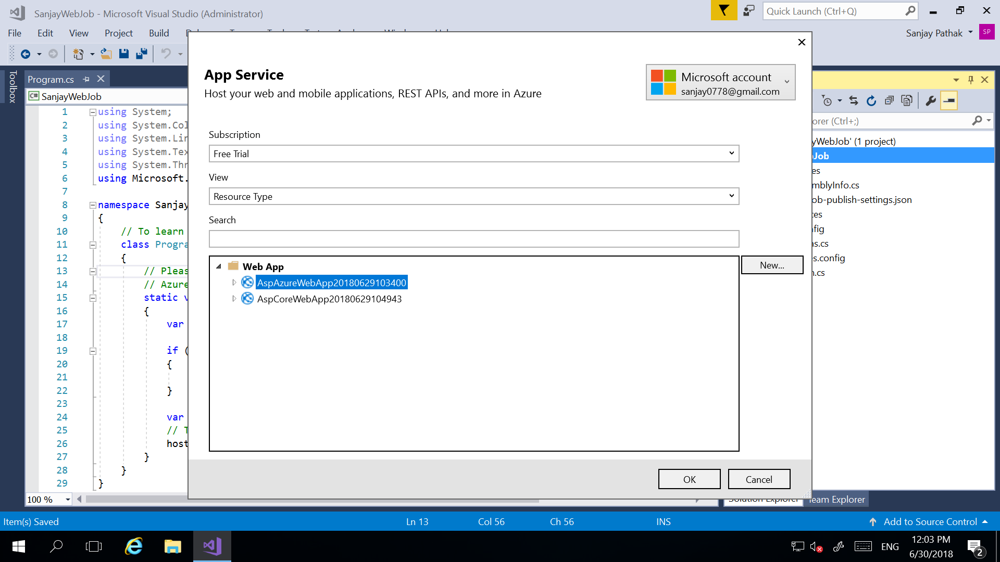 SanjayWebJob - Microsoft Visual Studio (Administrator)
Quick Launch (Ctrl+Q)
File Edit View Project Build
Sanjay Pathak SP
Toolbox
Program.cs
C# SanjayWebJob
1 using System;
2 using System.Col
3 using System.Lin
4 using System.Tex
5 using System.Thr
6 using Microsoft.
7
8 namespace Sanjay
9 {
10 // To learn
11 class Progra
12 {
13 // Pleas
14 // Azure
15 static v
16 {
17 var
18
19 if (
20 {
21
22 }
23
24 var
25 // T
26 host
27 }
28 }
29 }
100 %
App Service
Host your web and mobile applications, REST APIs, and more in Azure
Microsoft account
sanjay0778@gmail.com
Subscription
Free Trial
View
Resource Type
Search
Web App
AspAzureWebApp20180629103400
AspCoreWebApp20180629104943
New...
OK Cancel
orer (Ctrl+;)
yWebJob' (1 project)
bJob
es
mblyInfo.cs
ob-publish-settings.json
ces
fig
ns.cs
s.config
n.cs
Solution Explorer Team Explorer
Item(s) Saved Ln 13 Col 56 Ch 56 INS Add to Source Control
ENG
12:03 PM
6/30/2018
2